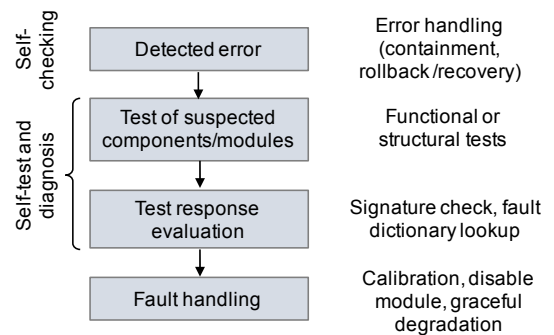 Self-
checking
Detected error
Error handling
(containment,
rollback/recovery)
Self-test and
diagnosis
Test of suspected
components/modules
Functional or
structural tests
Test response
evaluation
Signature check, fault
dictionary lookup
Fault handling
Calibration, disable
module, graceful
degradation